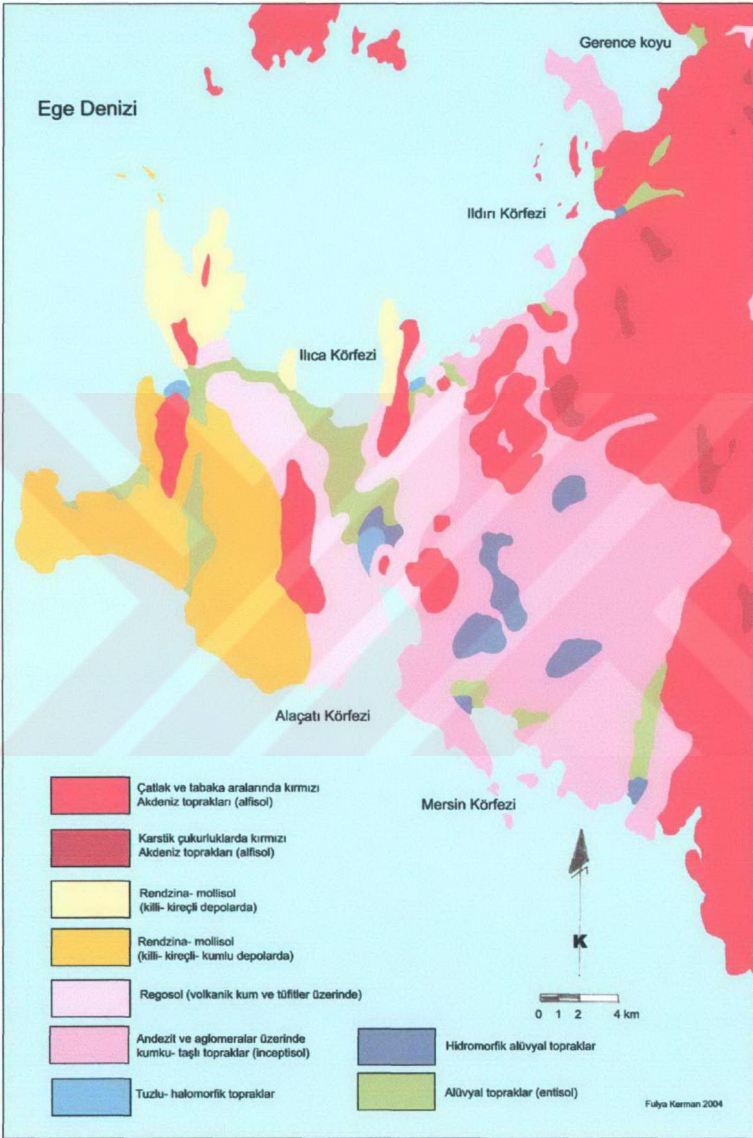 Gerence koyu
Ege Denizi
Ildırı Körfezi
Ilıca Körfezi
Alaçatı Körfezi
Mersin Körfezi
Çatlak ve tabaka aralarında kırmızı
Akdeniz toprakları (alfisol)
Karstik çukurluklarda kırmızı
Akdeniz toprakları (alfisol)
Rendzina- mollisol
(killi- kireçli depolarda)
Rendzina- mollisol
(killi- kireçli- kumlu depolarda)
Regosol (volkanik kum ve tüfitler üzerinde)
Andezit ve aglomeralar üzerinde
kumku- taşlı topraklar (inceptisol)
Tuzlu- halomorfik topraklar
Hidromorfik alüvyal topraklar
Alüvyal topraklar (entisol)
K
0 1 2 4 km
Fulya Kerman 2004